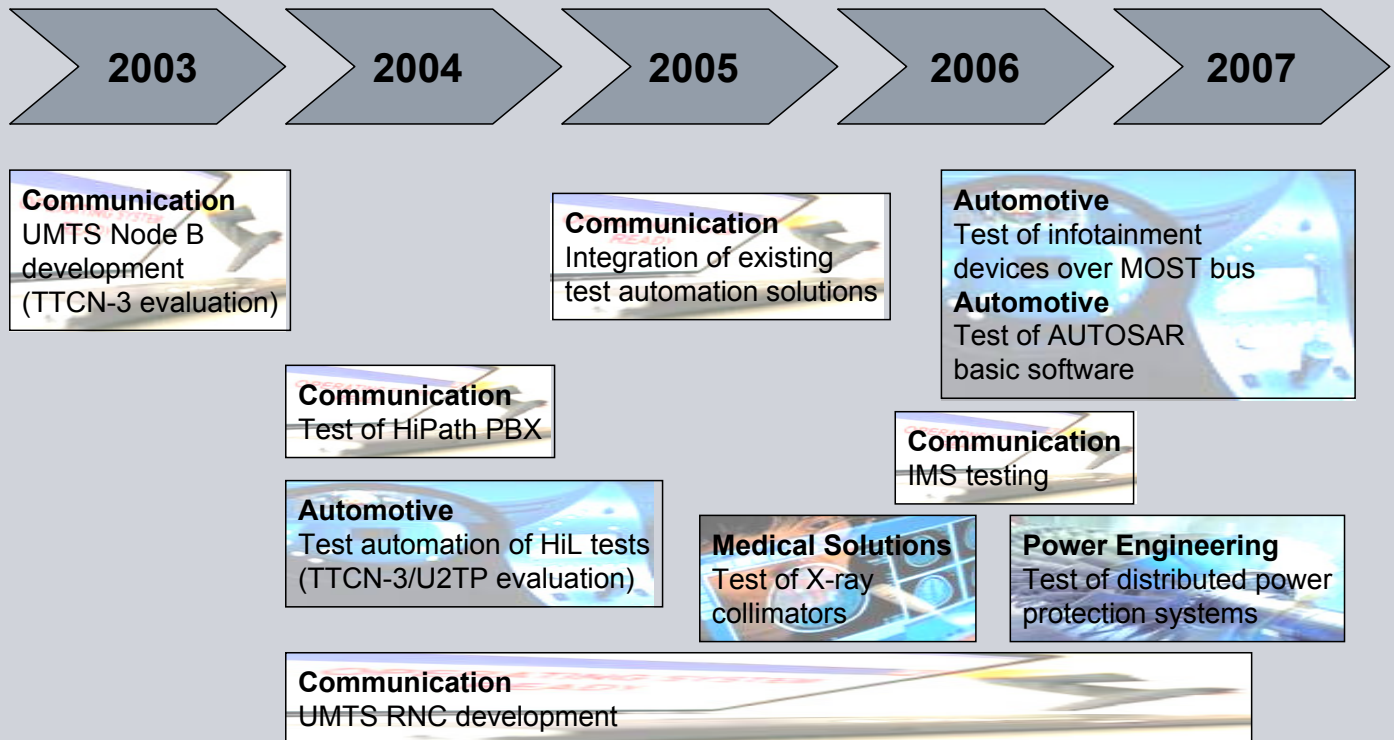 2003
2004
2005
2006
2007
Communication
UMTS Node B
development
(TTCN-3 evaluation)
Communication
Integration of existing
test automation solutions
Automotive
Test of infotainment
devices over MOST bus
Automotive
Test of AUTOSAR
basic software
Communication
Test of HiPath PBX
Communication
IMS testing
Automotive
Test automation of HiL tests
(TTCN-3/U2TP evaluation)
Medical Solutions
Test of X-ray
collimators
Power Engineering
Test of distributed power
protection systems
Communication
UMTS RNC development